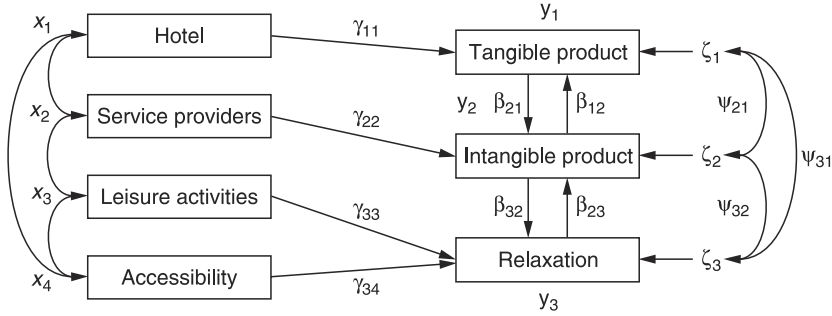 x1
Hotel
γ11
y1
Tangible product
ζ1
x2
Service providers
γ22
y2
β21
β12
ψ21
Intangible product
ζ2
ψ31
x3
Leisure activities
γ33
β32
β23
ψ32
x4
Accessibility
γ34
Relaxation
ζ3
y3